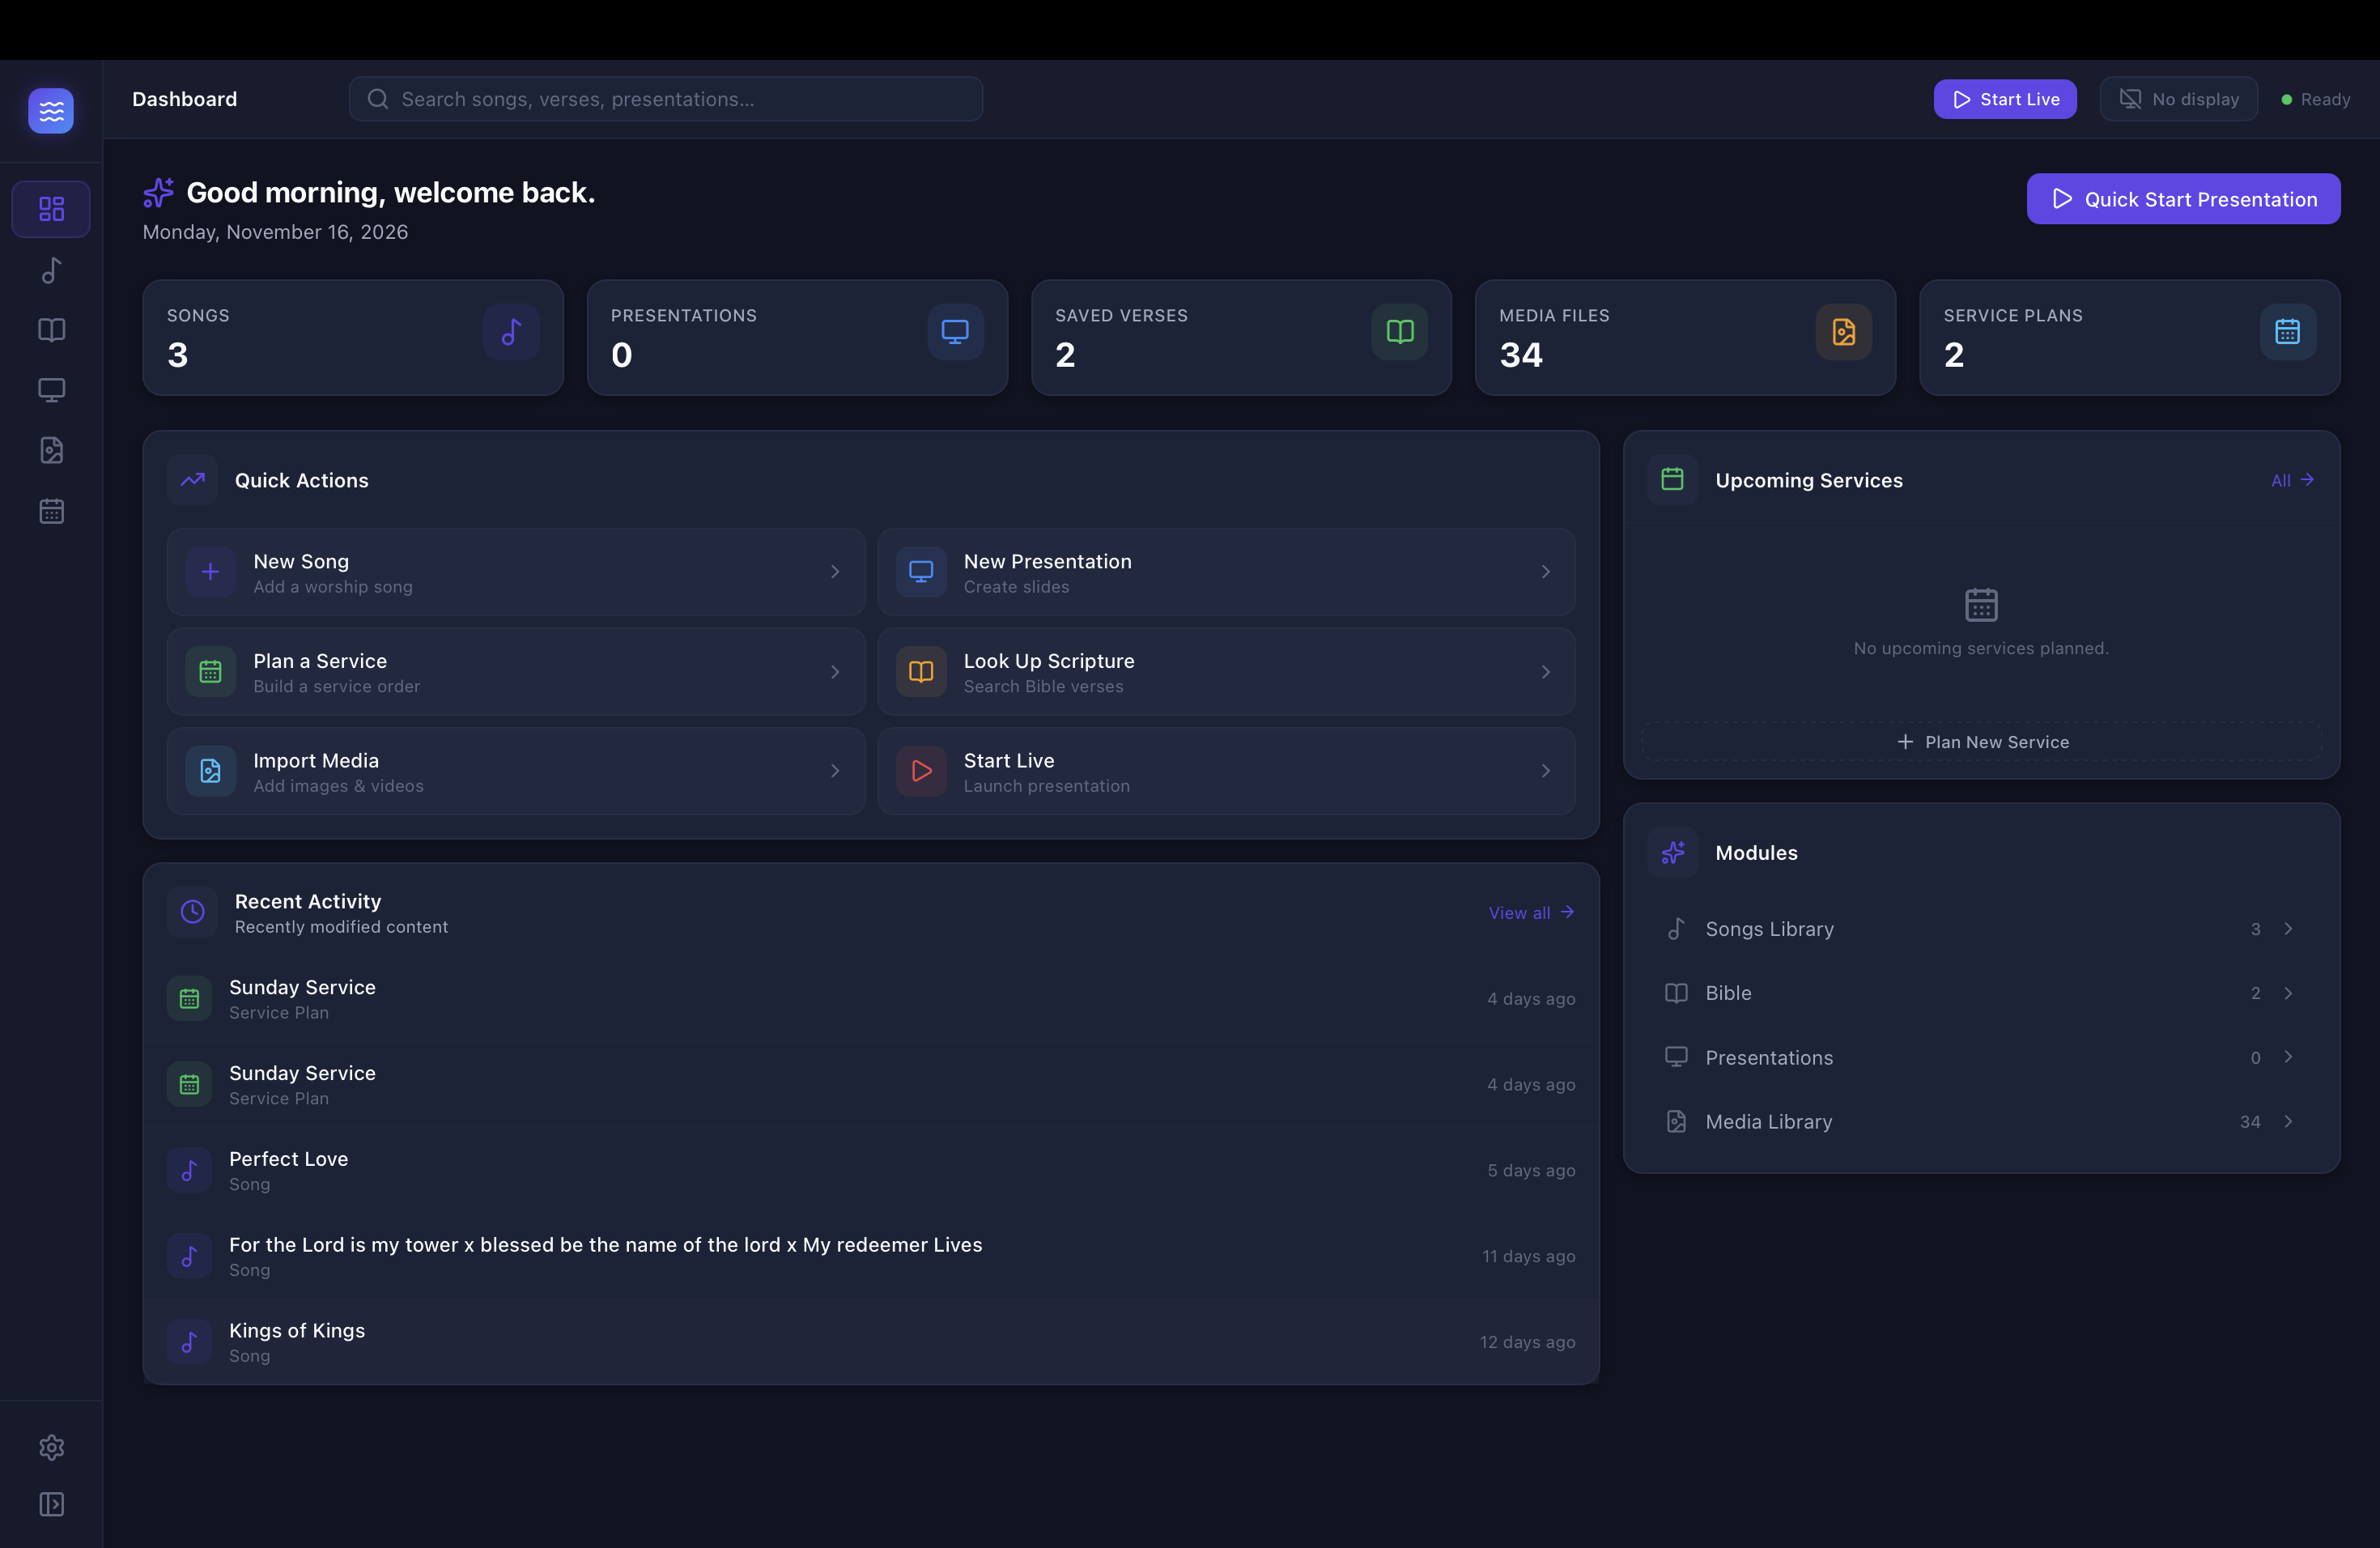 Dashboard
Search songs, verses, presentations...
Start Live
No display
Ready
Good morning, welcome back.
Monday, November 16, 2026
Quick Start Presentation
SONGS
3
PRESENTATIONS
0
SAVED VERSES
2
MEDIA FILES
34
SERVICE PLANS
2
Quick Actions
New Song
Add a worship song
New Presentation
Create slides
Plan a Service
Build a service order
Look Up Scripture
Search Bible verses
Import Media
Add images & videos
Start Live
Launch presentation
Recent Activity
Recently modified content
View all
Sunday Service
Service Plan
4 days ago
Sunday Service
Service Plan
4 days ago
Perfect Love
Song
5 days ago
For the Lord is my tower x blessed be the name of the lord x My redeemer Lives
Song
11 days ago
Kings of Kings
Song
12 days ago
Upcoming Services
All
No upcoming services planned.
Plan New Service
Modules
Songs Library
3
Bible
2
Presentations
0
Media Library
34